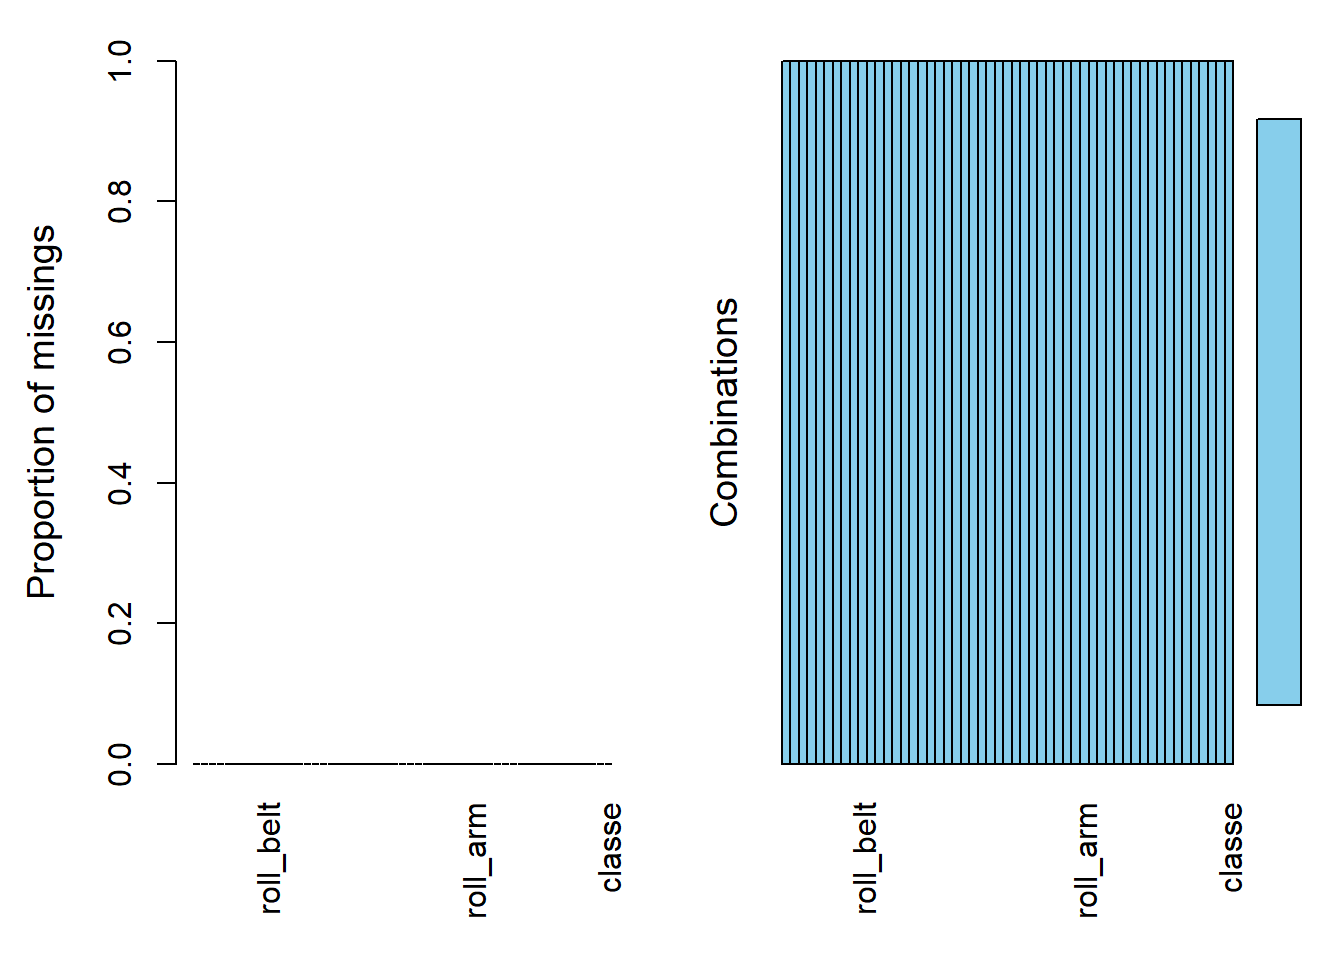 Proportion of missings
1.0
0.8
0.6
0.4
0.2
0.0
roll_belt
roll_arm
classe
Combinations
roll_belt
roll_arm
classe